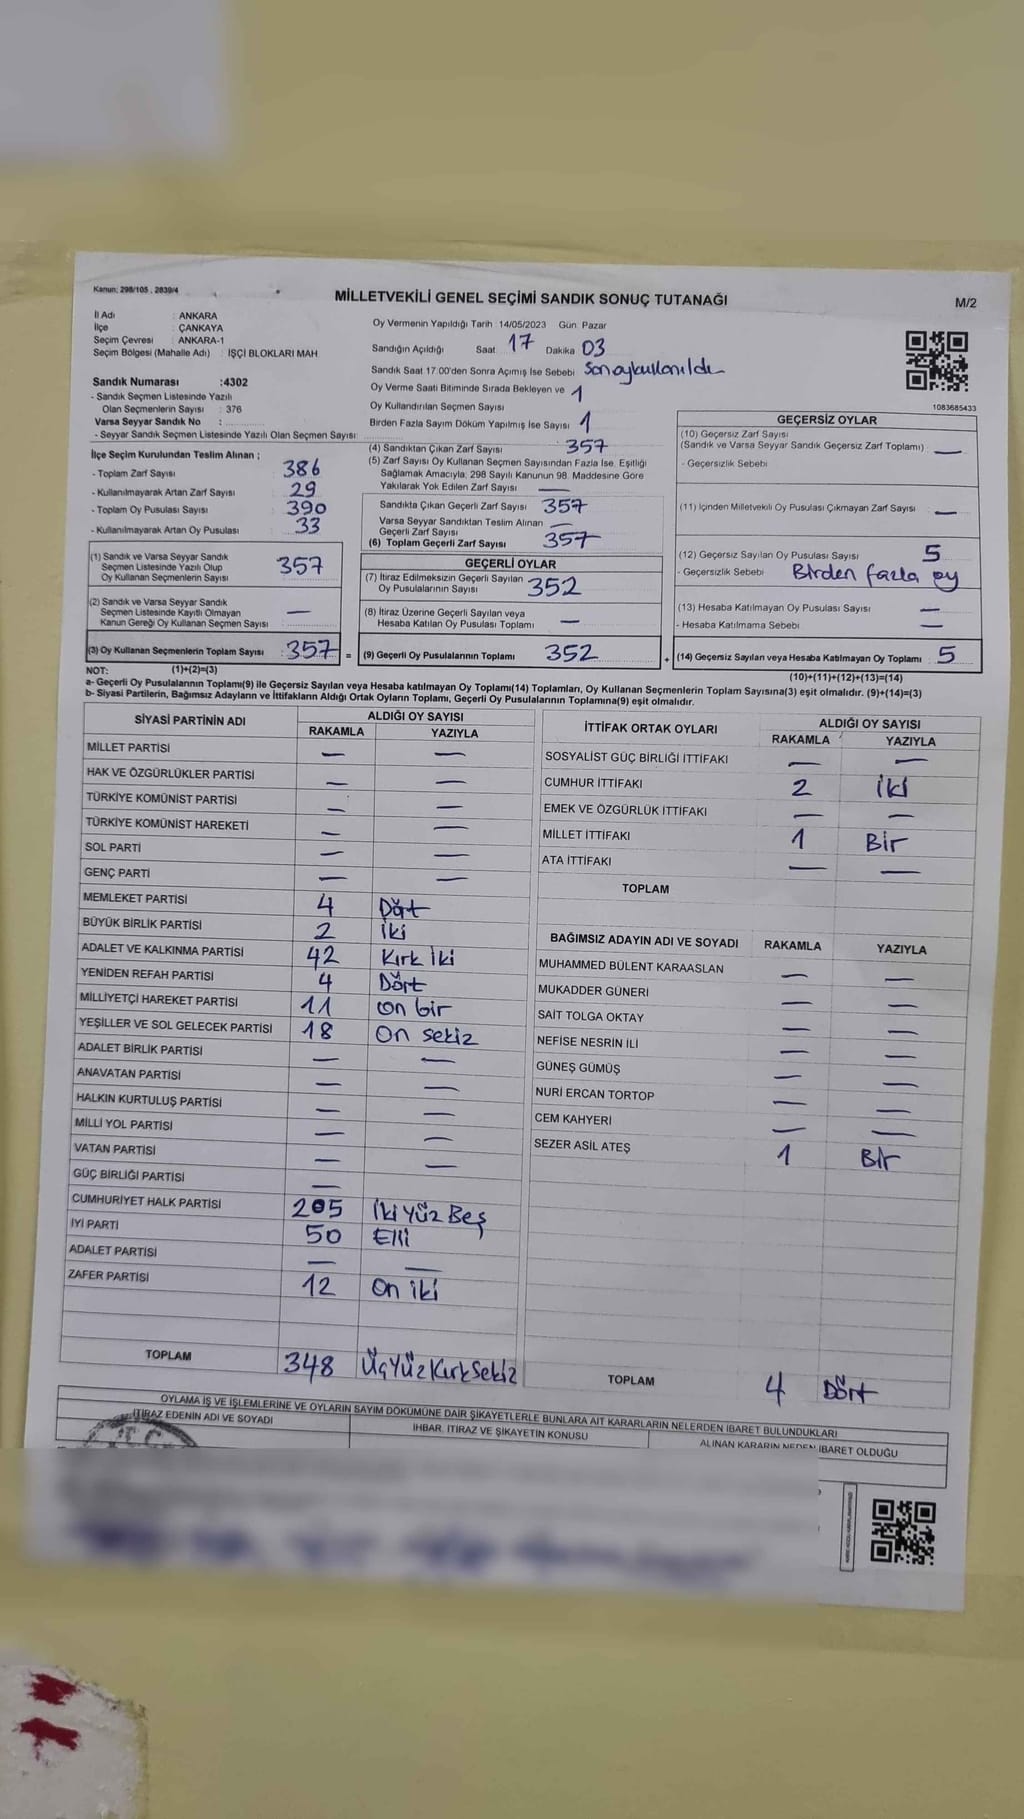 Kanun: 298/105 , 2839/4
MİLLETVEKİLİ GENEL SEÇİMİ SANDIK SONUÇ TUTANAĞI
M/2
İl Adı : ANKARA
İlçe : ÇANKAYA
Seçim Çevresi : ANKARA-1
Seçim Bölgesi (Mahalle Adı) : İŞÇİ BLOKLARI MAH
Sandık Numarası :4302
- Sandık Seçmen Listesinde Yazılı
Olan Seçmenlerin Sayısı : 376
Varsa Seyyar Sandık No :
- Seyyar Sandık Seçmen Listesinde Yazılı Olan Seçmen Sayısı:
İlçe Seçim Kurulundan Teslim Alınan ;
- Toplam Zarf Sayısı 386
- Kullanılmayarak Artan Zarf Sayısı 29
- Toplam Oy Pusulası Sayısı 390
- Kullanılmayarak Artan Oy Pusulası 33
(1) Sandık ve Varsa Seyyar Sandık
Seçmen Listesinde Yazılı Olup
Oy Kullanan Seçmenlerin Sayısı 357
(2) Sandık ve Varsa Seyyar Sandık
Seçmen Listesinde Kayıtlı Olmayan
Kanun Gereği Oy Kullanan Seçmen Sayısı : —
(3) Oy Kullanan Seçmenlerin Toplam Sayısı : 357 =
Oy Vermenin Yapıldığı Tarih : 14/05/2023 Gün: Pazar
Sandığın Açıldığı Saat 17 Dakika 03
Sandık Saat 17:00'den Sonra Açımış İse Sebebi Son oy kullanıldı
Oy Verme Saati Bitiminde Sırada Bekleyen ve 1
Oy Kullandırılan Seçmen Sayısı
Birden Fazla Sayım Döküm Yapılmış İse Sayısı 1
(4) Sandıktan Çıkan Zarf Sayısı 357
(5) Zarf Sayısı Oy Kullanan Seçmen Sayısından Fazla İse, Eşitliği
Sağlamak Amacıyla; 298 Sayılı Kanunun 98. Maddesine Göre
Yakılarak Yok Edilen Zarf Sayısı —
Sandıkta Çıkan Geçerli Zarf Sayısı 357
Varsa Seyyar Sandıktan Teslim Alınan —
Geçerli Zarf Sayısı
(6) Toplam Geçerli Zarf Sayısı 357
GEÇERLİ OYLAR
(7) İtiraz Edilmeksizin Geçerli Sayılan
Oy Pusulalarının Sayısı 352
(8) İtiraz Üzerine Geçerli Sayılan veya
Hesaba Katılan Oy Pusulası Toplamı —
(9) Geçerli Oy Pusulalarının Toplamı 352 +
1083685433
GEÇERSİZ OYLAR
(10) Geçersiz Zarf Sayısı
(Sandık ve Varsa Seyyar Sandık Geçersiz Zarf Toplamı) —
- Geçersizlik Sebebi
(11) İçinden Milletvekili Oy Pusulası Çıkmayan Zarf Sayısı —
(12) Geçersiz Sayılan Oy Pusulası Sayısı 5
- Geçersizlik Sebebi Birden fazla oy
(13) Hesaba Katılmayan Oy Pusulası Sayısı —
- Hesaba Katılmama Sebebi —
(14) Geçersiz Sayılan veya Hesaba Katılmayan Oy Toplamı 5
NOT: (1)+(2)=(3)
(10)+(11)+(12)+(13)=(14)
a- Geçerli Oy Pusulalarının Toplamı(9) ile Geçersiz Sayılan veya Hesaba katılmayan Oy Toplamı(14) Toplamları, Oy Kullanan Seçmenlerin Toplam Sayısına(3) eşit olmalıdır. (9)+(14)=(3)
b- Siyasi Partilerin, Bağımsız Adayların ve İttifakların Aldığı Ortak Oyların Toplamı, Geçerli Oy Pusulalarının Toplamına(9) eşit olmalıdır.
SİYASİ PARTİNİN ADI ALDIĞI OY SAYISI
RAKAMLA YAZIYLA
MİLLET PARTİSİ — —
HAK VE ÖZGÜRLÜKLER PARTİSİ — —
TÜRKİYE KOMÜNİST PARTİSİ — —
TÜRKİYE KOMÜNİST HAREKETİ — —
SOL PARTİ — —
GENÇ PARTİ — —
MEMLEKET PARTİSİ 4 Dört
BÜYÜK BİRLİK PARTİSİ 2 İki
ADALET VE KALKINMA PARTİSİ 42 Kırk İki
YENİDEN REFAH PARTİSİ 4 Dört
MİLLİYETÇİ HAREKET PARTİSİ 11 on bir
YEŞİLLER VE SOL GELECEK PARTİSİ 18 On sekiz
ADALET BİRLİK PARTİSİ — —
ANAVATAN PARTİSİ — —
HALKIN KURTULUŞ PARTİSİ — —
MİLLİ YOL PARTİSİ — —
VATAN PARTİSİ — —
GÜÇ BİRLİĞİ PARTİSİ —
CUMHURİYET HALK PARTİSİ 205 İki Yüz Beş
İYİ PARTİ 50 Elli
ADALET PARTİSİ — —
ZAFER PARTİSİ 12 On iki
TOPLAM 348 ÜçYüzKırkSekiz
İTTİFAK ORTAK OYLARI ALDIĞI OY SAYISI
RAKAMLA YAZIYLA
SOSYALİST GÜÇ BİRLİĞİ İTTİFAKI — —
CUMHUR İTTİFAKI 2 İki
EMEK VE ÖZGÜRLÜK İTTİFAKI — —
MİLLET İTTİFAKI 1 Bir
ATA İTTİFAKI — —
TOPLAM
BAĞIMSIZ ADAYIN ADI VE SOYADI RAKAMLA YAZIYLA
MUHAMMED BÜLENT KARAASLAN — —
MUKADDER GÜNERİ — —
SAİT TOLGA OKTAY — —
NEFİSE NESRİN İLİ — —
GÜNEŞ GÜMÜŞ — —
NURİ ERCAN TORTOP — —
CEM KAHYERİ — —
SEZER ASİL ATEŞ 1 Bir
TOPLAM 4 Dört
OYLAMA İŞ VE İŞLEMLERİNE VE OYLARIN SAYIM DÖKÜMÜNE DAİR ŞİKAYETLERLE BUNLARA AİT KARARLARIN NELERDEN İBARET BULUNDUKLARI
İTİRAZ EDENİN ADI VE SOYADI İHBAR, İTİRAZ VE ŞİKAYETİN KONUSU ALINAN KARARIN NEDEN İBARET OLDUĞU